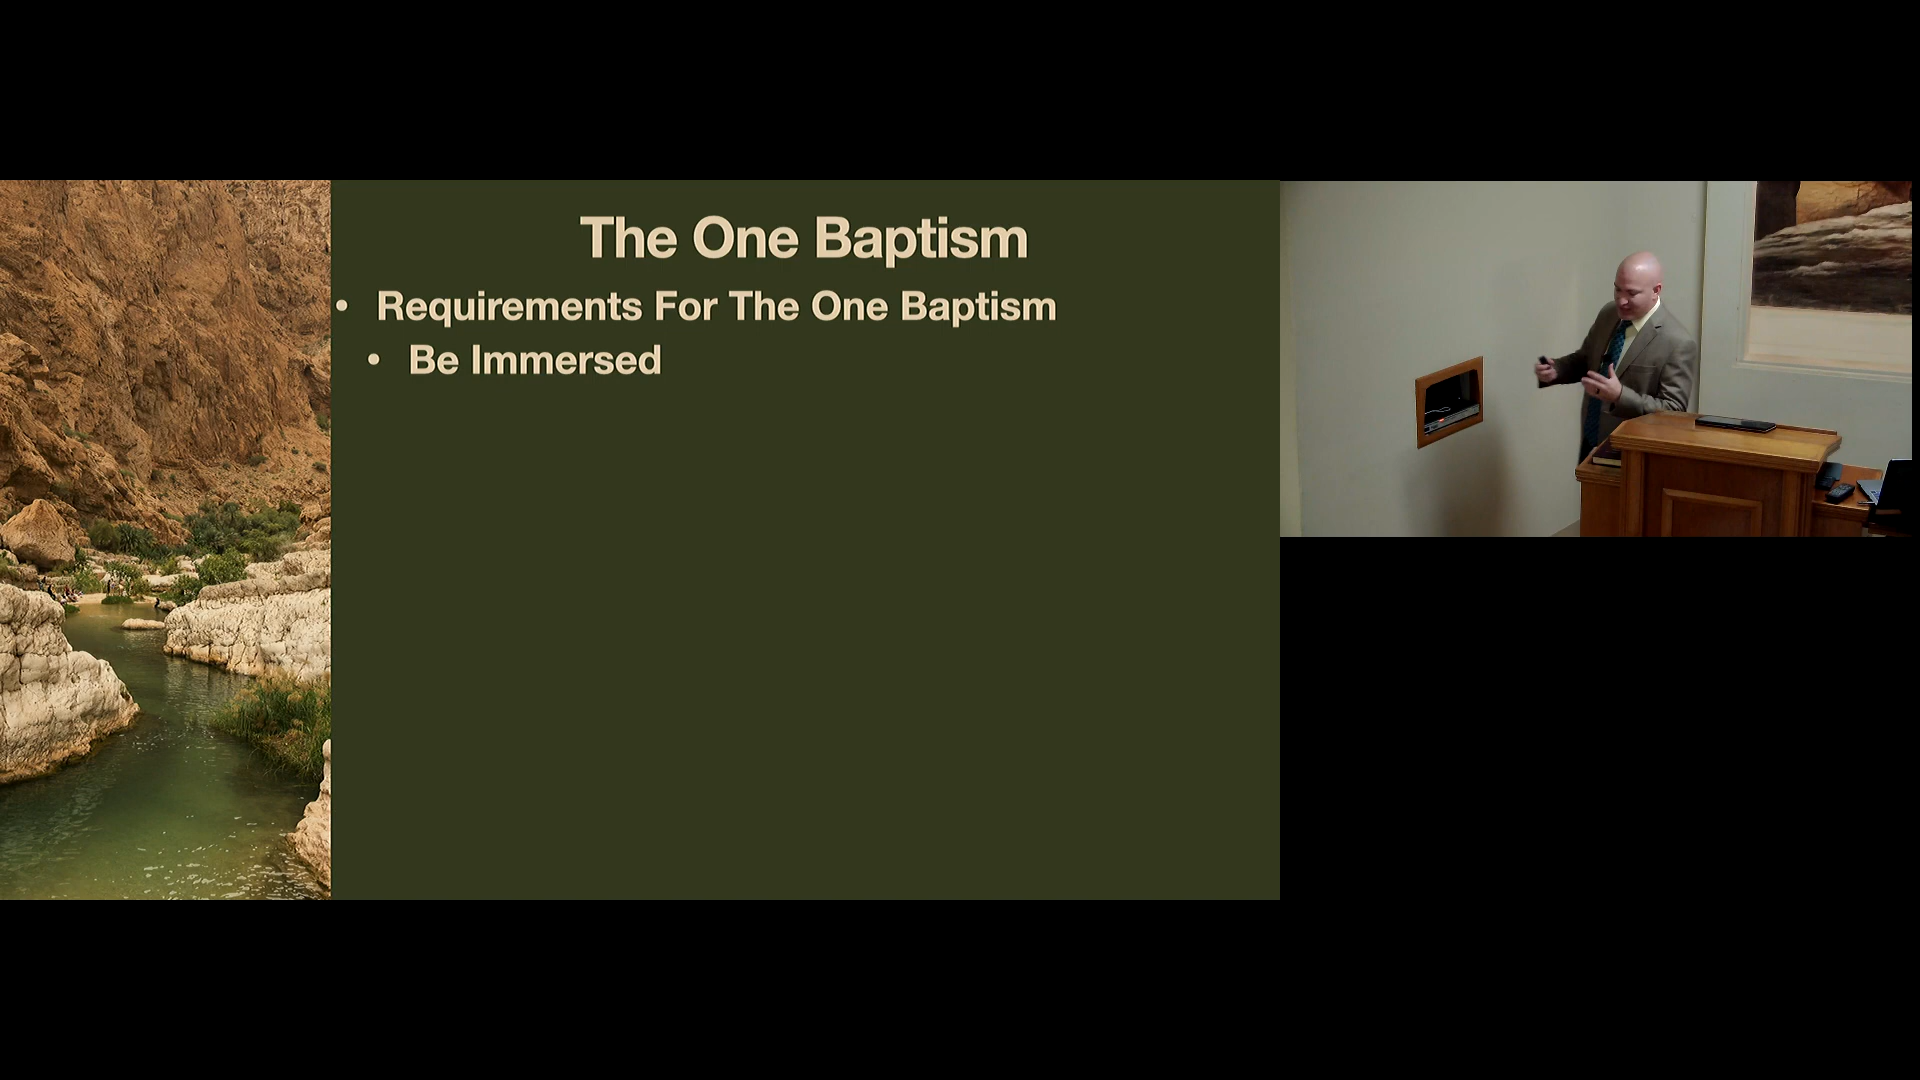 The One Baptism
• Requirements For The One Baptism
• Be Immersed